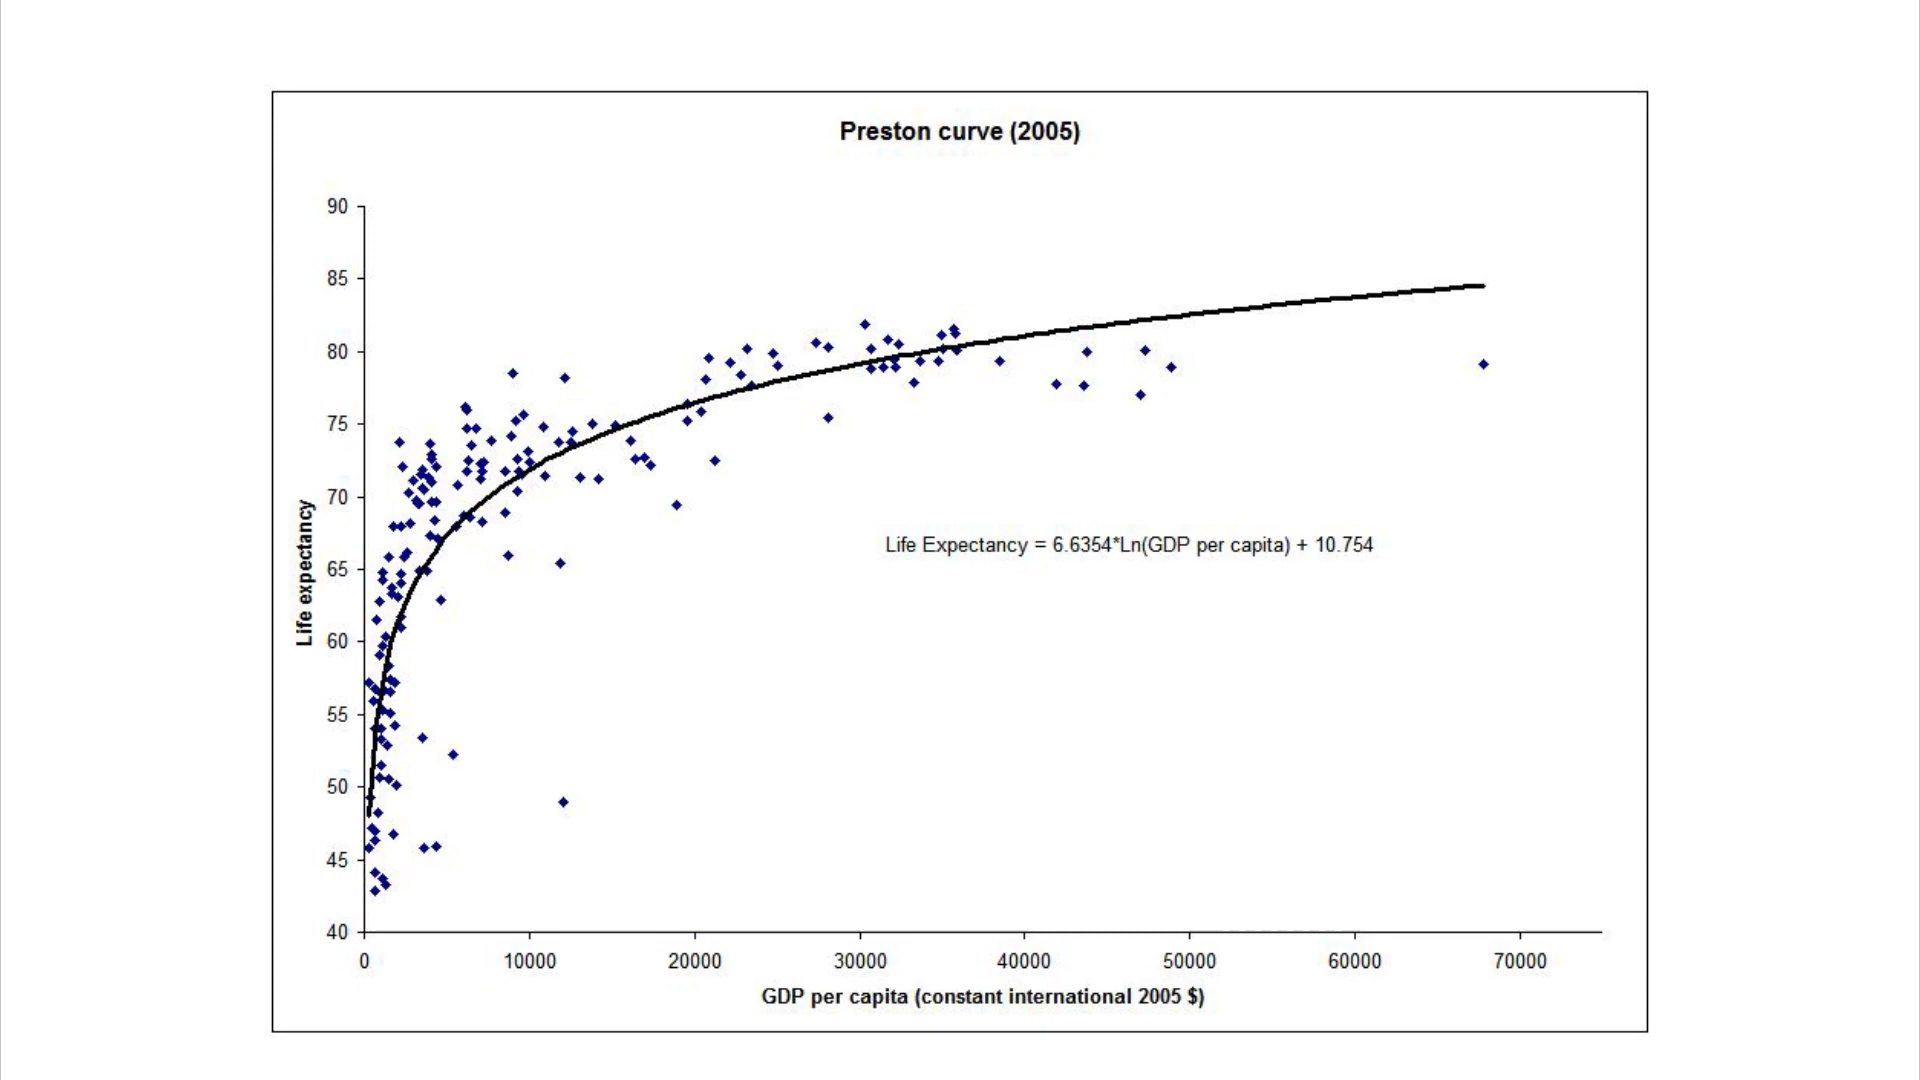 Preston curve (2005)
90
85
80
75
70
65
60
55
50
45
40
Life expectancy
Life Expectancy = 6.6354*Ln(GDP per capita) + 10.754
0 10000 20000 30000 40000 50000 60000 70000
GDP per capita (constant international 2005 $)